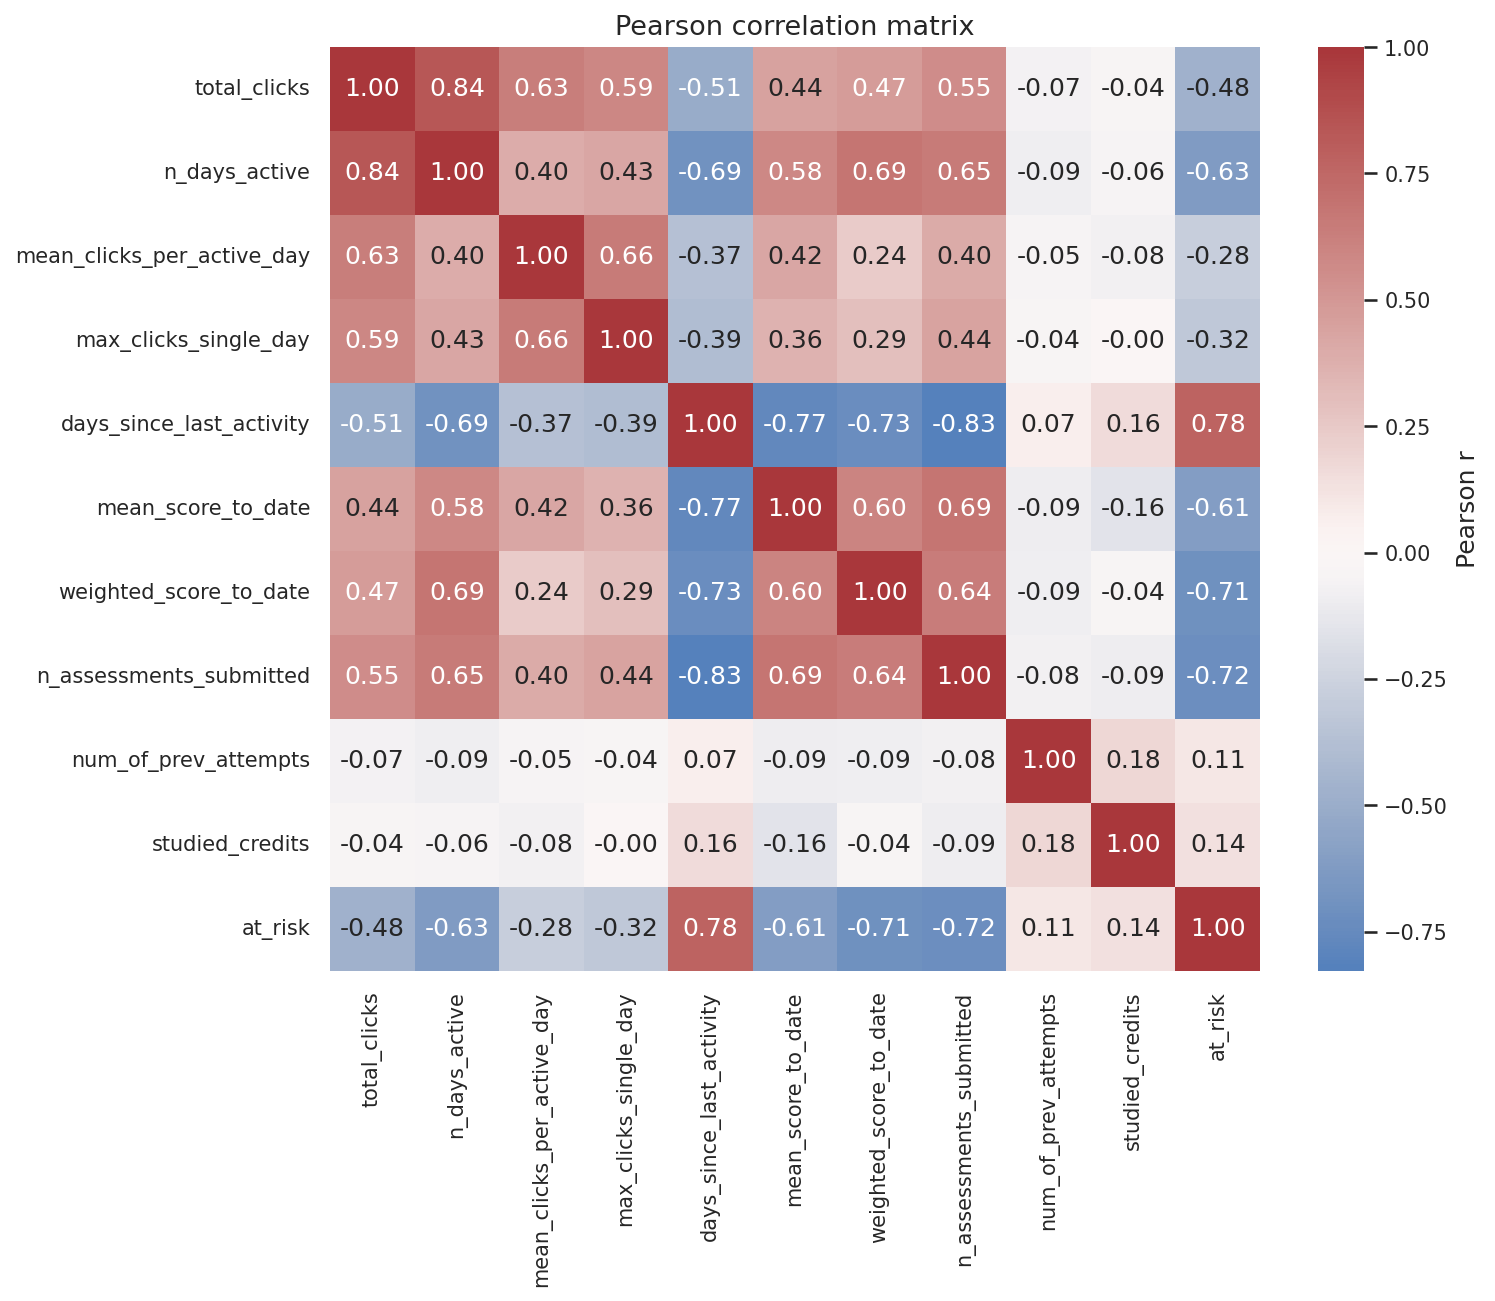 Pearson correlation matrix
total_clicks 1.00 0.84 0.63 0.59 -0.51 0.44 0.47 0.55 -0.07 -0.04 -0.48
n_days_active 0.84 1.00 0.40 0.43 -0.69 0.58 0.69 0.65 -0.09 -0.06 -0.63
mean_clicks_per_active_day 0.63 0.40 1.00 0.66 -0.37 0.42 0.24 0.40 -0.05 -0.08 -0.28
max_clicks_single_day 0.59 0.43 0.66 1.00 -0.39 0.36 0.29 0.44 -0.04 -0.00 -0.32
days_since_last_activity -0.51 -0.69 -0.37 -0.39 1.00 -0.77 -0.73 -0.83 0.07 0.16 0.78
mean_score_to_date 0.44 0.58 0.42 0.36 -0.77 1.00 0.60 0.69 -0.09 -0.16 -0.61
weighted_score_to_date 0.47 0.69 0.24 0.29 -0.73 0.60 1.00 0.64 -0.09 -0.04 -0.71
n_assessments_submitted 0.55 0.65 0.40 0.44 -0.83 0.69 0.64 1.00 -0.08 -0.09 -0.72
num_of_prev_attempts -0.07 -0.09 -0.05 -0.04 0.07 -0.09 -0.09 -0.08 1.00 0.18 0.11
studied_credits -0.04 -0.06 -0.08 -0.00 0.16 -0.16 -0.04 -0.09 0.18 1.00 0.14
at_risk -0.48 -0.63 -0.28 -0.32 0.78 -0.61 -0.71 -0.72 0.11 0.14 1.00
total_clicks
n_days_active
mean_clicks_per_active_day
max_clicks_single_day
days_since_last_activity
mean_score_to_date
weighted_score_to_date
n_assessments_submitted
num_of_prev_attempts
studied_credits
at_risk
1.00
0.75
0.50
0.25
0.00
−0.25
−0.50
−0.75
Pearson r